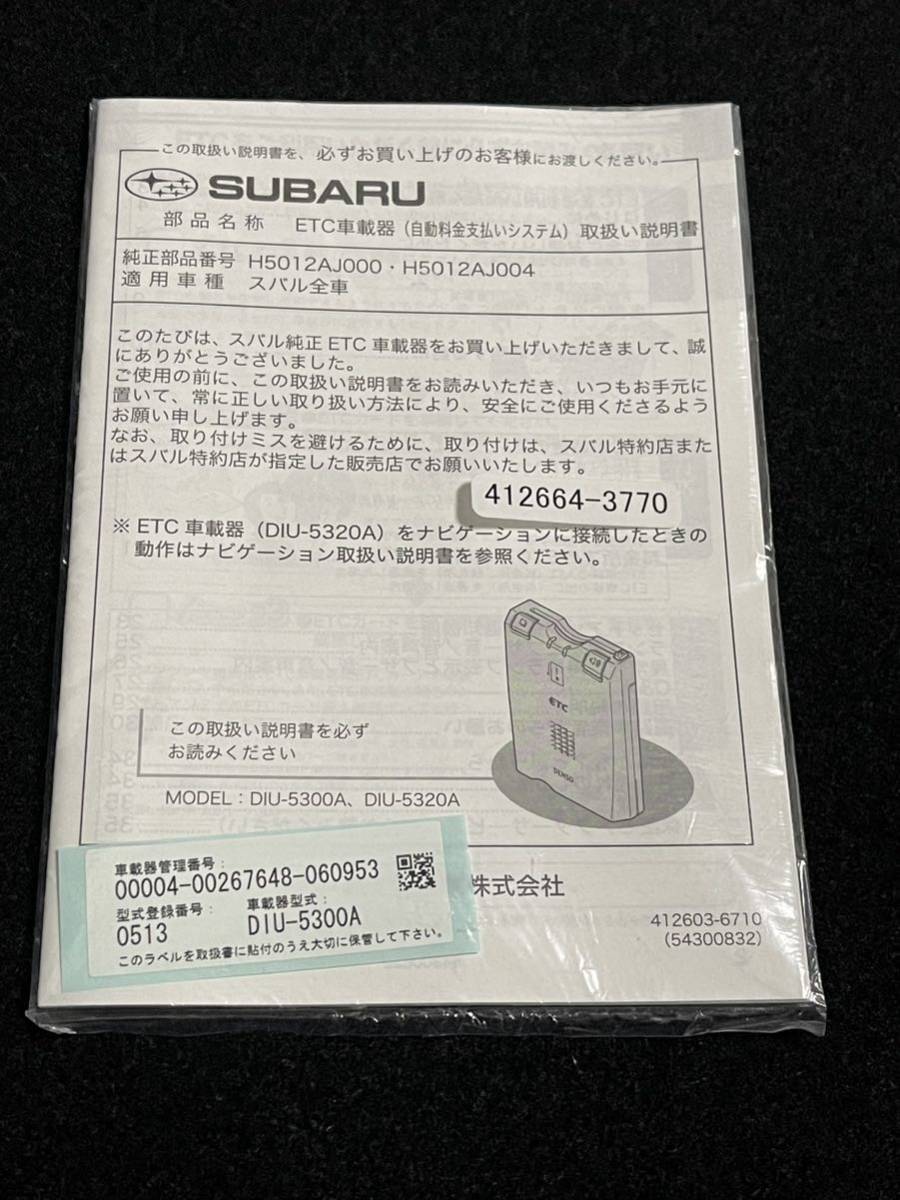 この取扱い説明書を、必ずお買い上げのお客様にお渡しください。
SUBARU
部品名称 ETC車載器(自動料金支払いシステム)取扱い説明書
純正部品番号 H5012AJ000・H5012AJ004
適用車種 スバル全車
このたびは、スバル純正 ETC 車載器をお買い上げいただきまして、誠
にありがとうございました。
ご使用の前に、この取扱い説明書をお読みいただき、いつもお手元に
置いて、常に正しい取り扱い方法により、安全にご使用くださるよう
お願い申し上げます。
なお、取り付けミスを避けるために、取り付けは、スバル特約店また
はスバル特約店が指定した販売店でお願いいたします。
412664-3770
※ ETC 車載器(DIU-5320A)をナビゲーションに接続したときの
動作はナビゲーション取扱い説明書を参照ください。
ETC
DENSO
この取扱い説明書を必ず
お読みください
MODEL:DIU-5300A、DIU-5320A
車載器管理番号:
00004-00267648-060953
型式登録番号: 車載器型式:
0513 DIU-5300A
このラベルを取扱書に貼付のうえ大切に保管して下さい。
株式会社
412603-6710
(54300832)